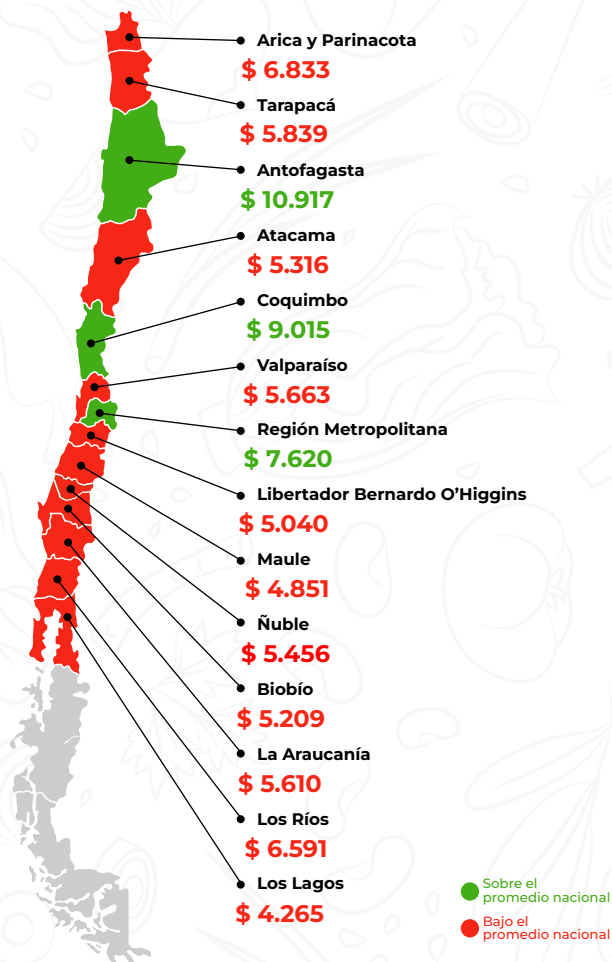 Arica y Parinacota
$ 6.833
Tarapacá
$ 5.839
Antofagasta
$ 10.917
Atacama
$ 5.316
Coquimbo
$ 9.015
Valparaíso
$ 5.663
Región Metropolitana
$ 7.620
Libertador Bernardo O’Higgins
$ 5.040
Maule
$ 4.851
Ñuble
$ 5.456
Biobío
$ 5.209
La Araucanía
$ 5.610
Los Ríos
$ 6.591
Los Lagos
$ 4.265
Sobre el
promedio nacional
Bajo el
promedio nacional